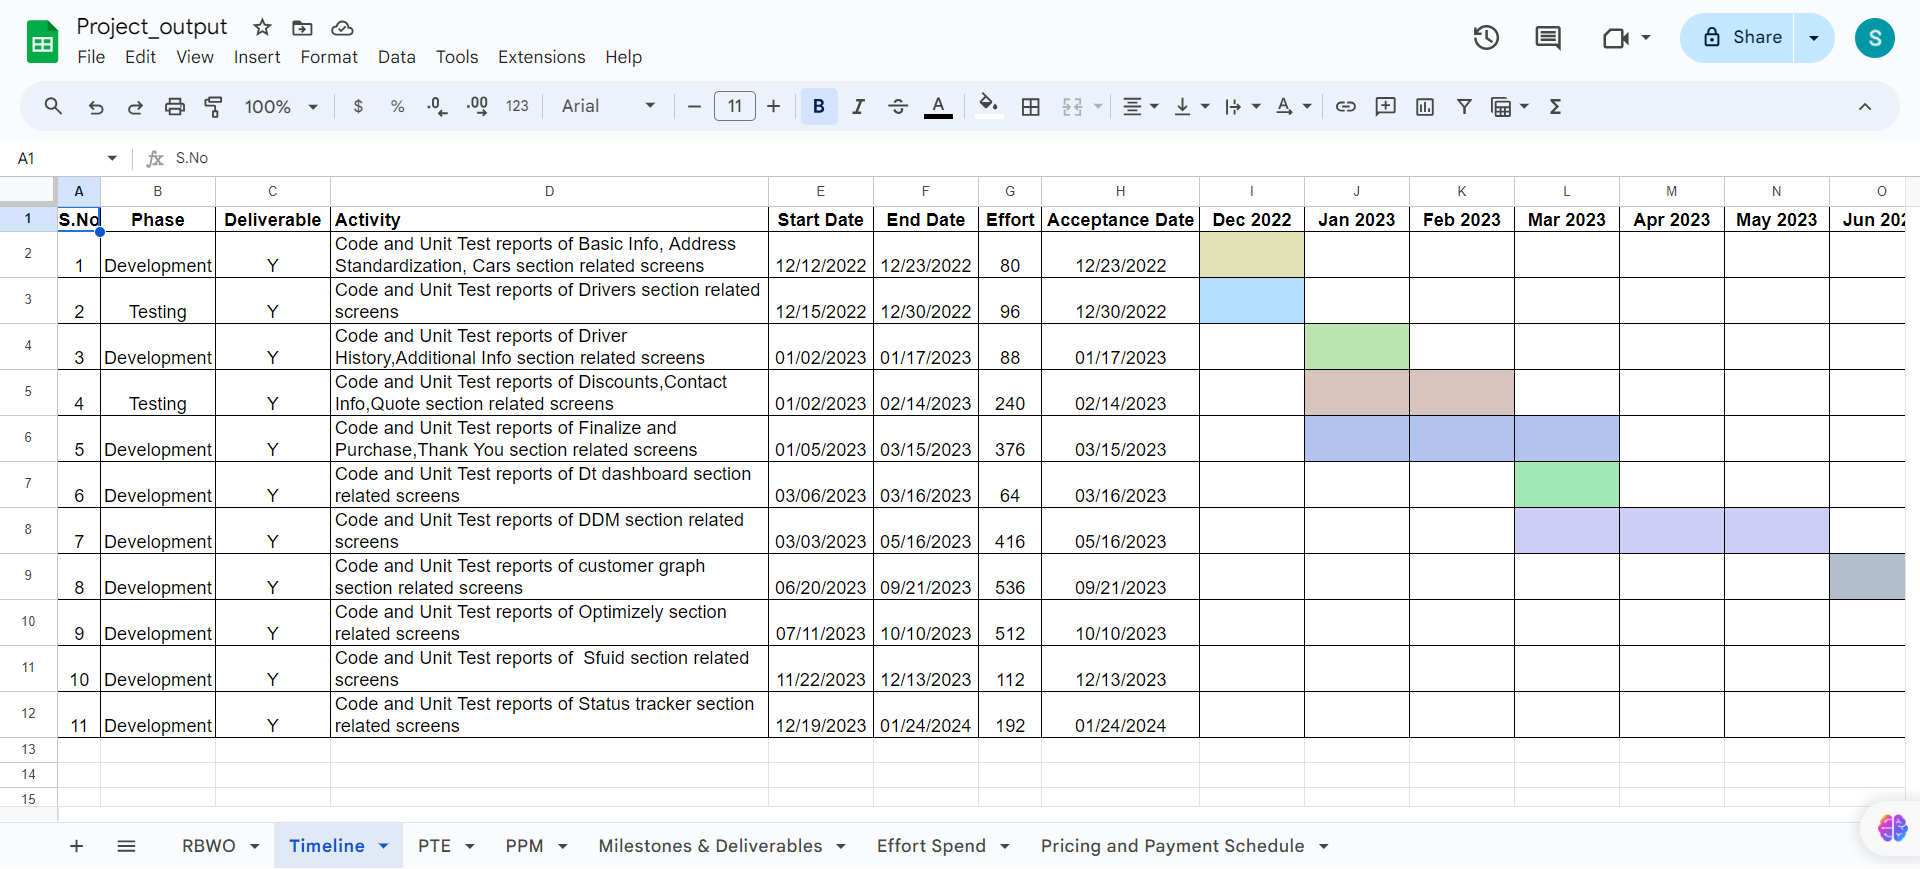 Project_output
File Edit View Insert Format Data Tools Extensions Help
Share
S
100% $ % .0 .00 123 Arial 11 B I S A Σ
A1 fx S.No
A B C D E F G H I J K L M N O
1 S.No Phase Deliverable Activity Start Date End Date Effort Acceptance Date Dec 2022 Jan 2023 Feb 2023 Mar 2023 Apr 2023 May 2023 Jun 202
2 1 Development Y Code and Unit Test reports of Basic Info, Address
Standardization, Cars section related screens 12/12/2022 12/23/2022 80 12/23/2022
3 2 Testing Y Code and Unit Test reports of Drivers section related
screens 12/15/2022 12/30/2022 96 12/30/2022
4 3 Development Y Code and Unit Test reports of Driver
History,Additional Info section related screens 01/02/2023 01/17/2023 88 01/17/2023
5 4 Testing Y Code and Unit Test reports of Discounts,Contact
Info,Quote section related screens 01/02/2023 02/14/2023 240 02/14/2023
6 5 Development Y Code and Unit Test reports of Finalize and
Purchase,Thank You section related screens 01/05/2023 03/15/2023 376 03/15/2023
7 6 Development Y Code and Unit Test reports of Dt dashboard section
related screens 03/06/2023 03/16/2023 64 03/16/2023
8 7 Development Y Code and Unit Test reports of DDM section related
screens 03/03/2023 05/16/2023 416 05/16/2023
9 8 Development Y Code and Unit Test reports of customer graph
section related screens 06/20/2023 09/21/2023 536 09/21/2023
10 9 Development Y Code and Unit Test reports of Optimizely section
related screens 07/11/2023 10/10/2023 512 10/10/2023
11 10 Development Y Code and Unit Test reports of  Sfuid section related
screens 11/22/2023 12/13/2023 112 12/13/2023
12 11 Development Y Code and Unit Test reports of Status tracker section
related screens 12/19/2023 01/24/2024 192 01/24/2024
13
14
15
RBWO Timeline PTE PPM Milestones & Deliverables Effort Spend Pricing and Payment Schedule